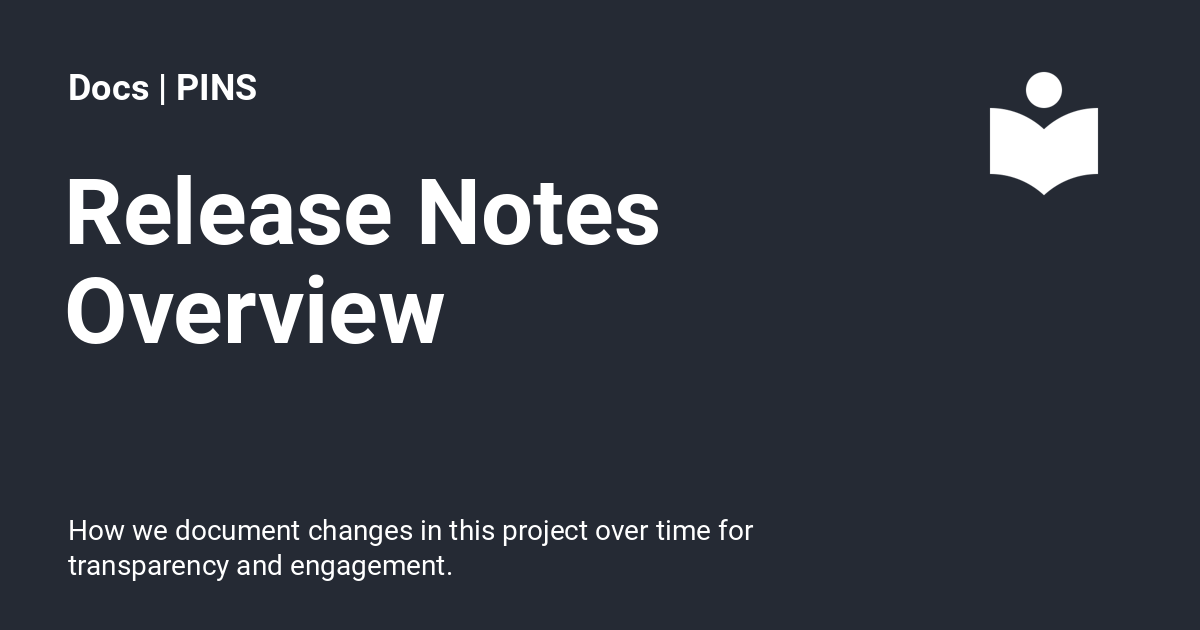 Docs | PINS
Release Notes
Overview
How we document changes in this project over time for
transparency and engagement.